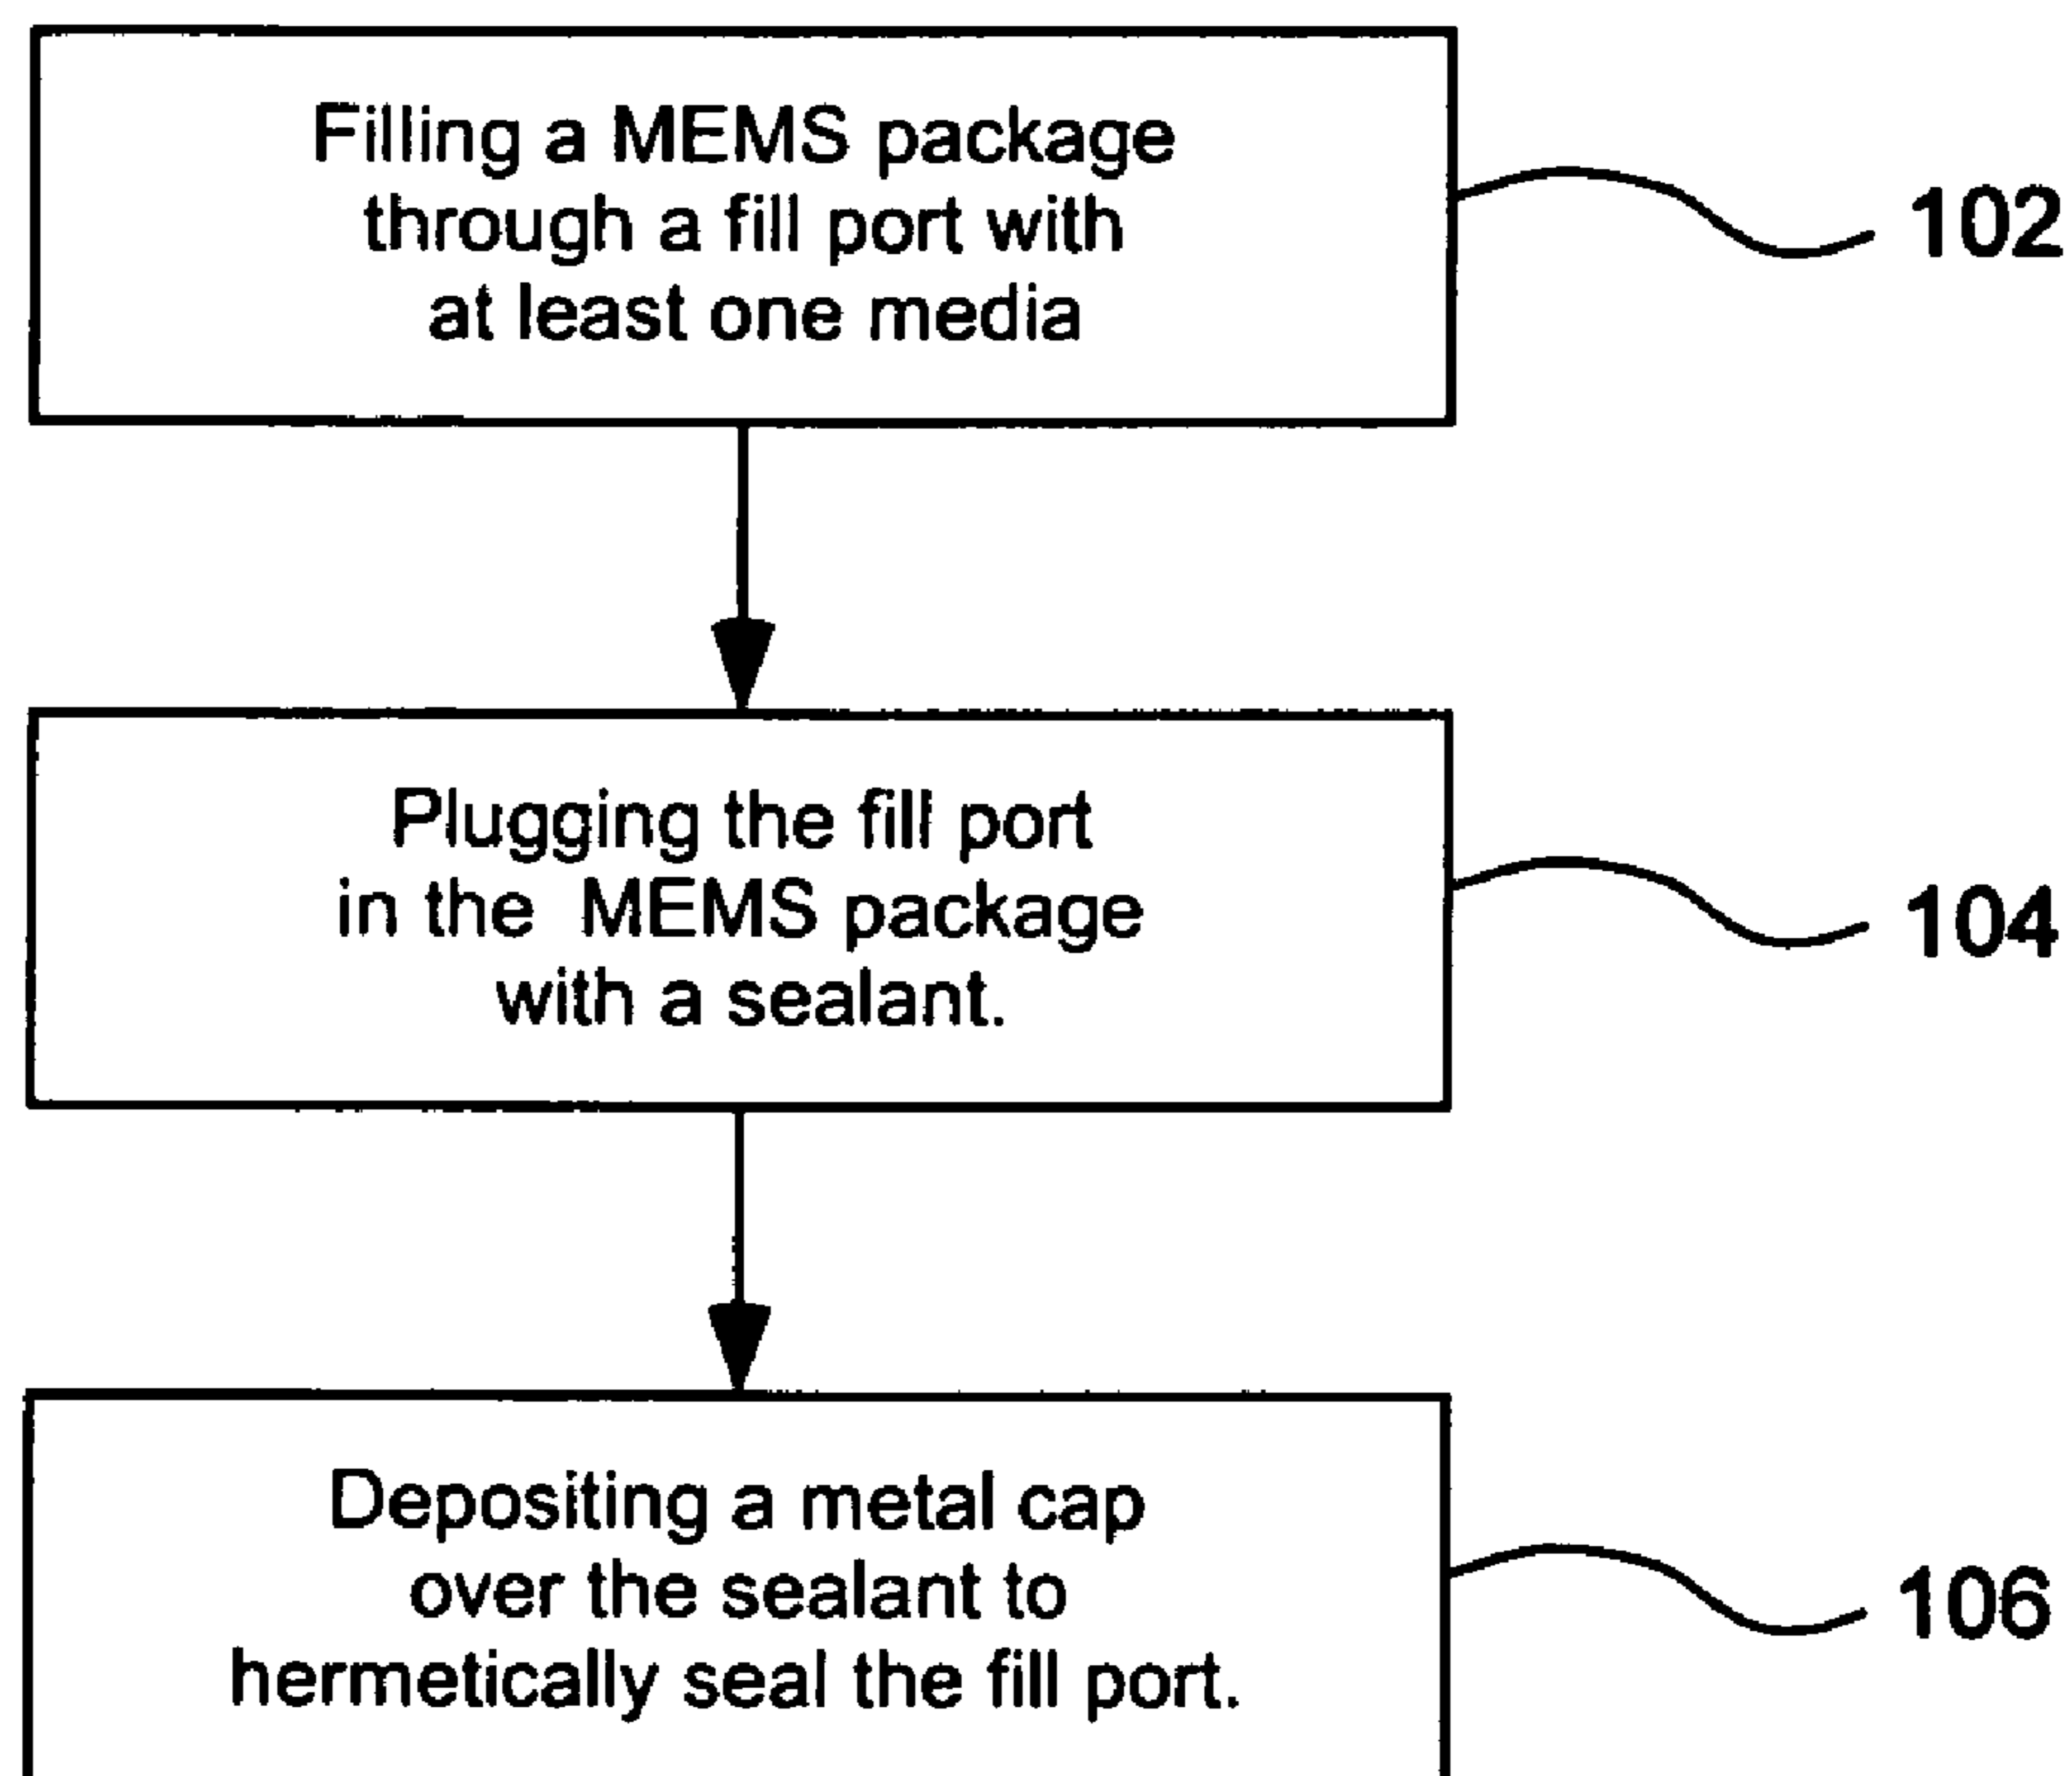 Filling a MEMS package
through a fill port with
at least one media
102
Plugging the fill port
in the MEMS package
with a sealant.
104
Depositing a metal cap
over the sealant to
hermetically seal the fill port.
106